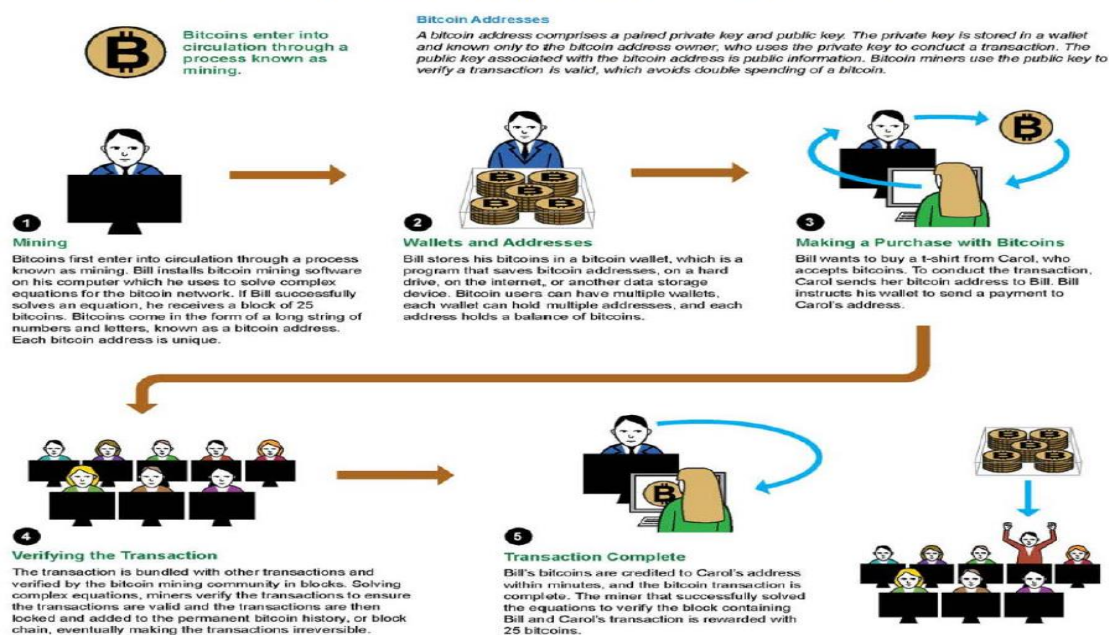 Bitcoins enter into
circulation through a
process known as
mining.
Bitcoin Addresses
A bitcoin address comprises a paired private key and public key. The private key is stored in a wallet
and known only to the bitcoin address owner, who uses the private key to conduct a transaction. The
public key associated with the bitcoin address is public information. Bitcoin miners use the public key to
verify a transaction is valid, which avoids double spending of a bitcoin.
1
Mining
Bitcoins first enter into circulation through a process
known as mining. Bill installs bitcoin mining software
on his computer which he uses to solve complex
equations for the bitcoin network. If Bill successfully
solves an equation, he receives a block of 25
bitcoins. Bitcoins come in the form of a long string of
numbers and letters, known as a bitcoin address.
Each bitcoin address is unique.
2
Wallets and Addresses
Bill stores his bitcoins in a bitcoin wallet, which is a
program that saves bitcoin addresses, on a hard
drive, on the internet, or another data storage
device. Bitcoin users can have multiple wallets,
each wallet can hold multiple addresses, and each
address holds a balance of bitcoins.
3
Making a Purchase with Bitcoins
Bill wants to buy a t-shirt from Carol, who
accepts bitcoins. To conduct the transaction,
Carol sends her bitcoin address to Bill. Bill
instructs his wallet to send a payment to
Carol's address.
4
Verifying the Transaction
The transaction is bundled with other transactions and
verified by the bitcoin mining community in blocks. Solving
complex equations, miners verify the transactions to ensure
the transactions are valid and the transactions are then
locked and added to the permanent bitcoin history, or block
chain, eventually making the transactions irreversible.
5
Transaction Complete
Bill's bitcoins are credited to Carol's address
within minutes, and the bitcoin transaction is
complete. The miner that successfully solved
the equations to verify the block containing
Bill and Carol's transaction is rewarded with
25 bitcoins.